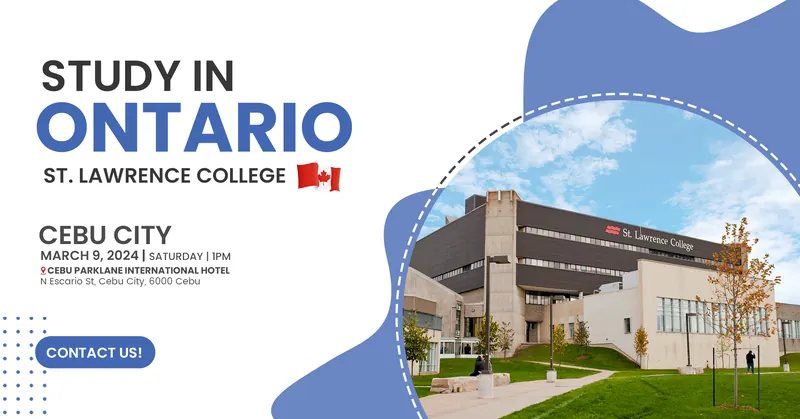 STUDY IN
ONTARIO
ST. LAWRENCE COLLEGE
CEBU CITY
MARCH 9, 2024 | SATURDAY | 1PM
CEBU PARKLANE INTERNATIONAL HOTEL
N Escario St, Cebu City, 6000 Cebu
CONTACT US!
St. Lawrence College